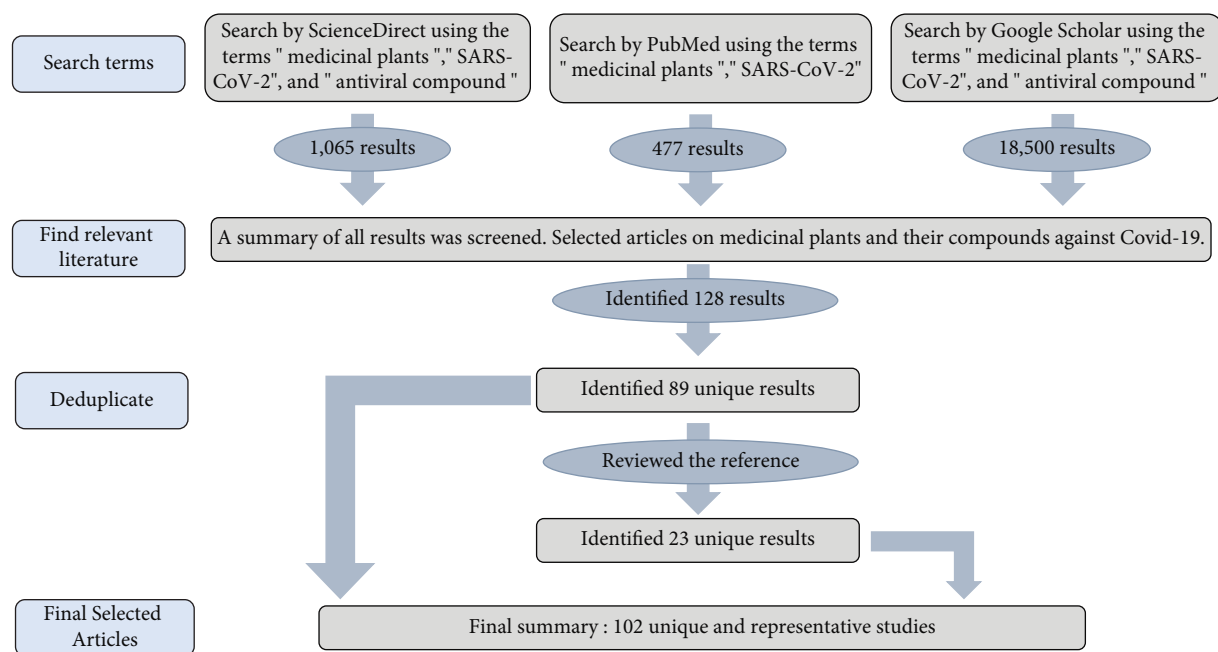 Search terms
Search by ScienceDirect using the
terms " medicinal plants "," SARS-
CoV-2", and " antiviral compound "
Search by PubMed using the terms
" medicinal plants "," SARS-CoV-2"
Search by Google Scholar using the
terms " medicinal plants "," SARS-
CoV-2", and " antiviral compound "
1,065 results
477 results
18,500 results
Find relevant
literature
A summary of all results was screened. Selected articles on medicinal plants and their compounds against Covid-19.
Identified 128 results
Deduplicate
Identified 89 unique results
Reviewed the reference
Identified 23 unique results
Final Selected
Articles
Final summary : 102 unique and representative studies